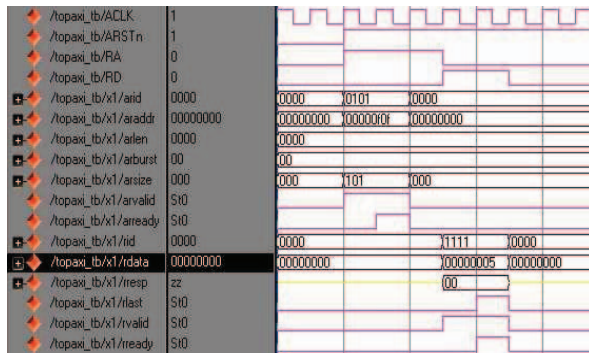 /topaxi_tb/ACLK 1
/topaxi_tb/ARSTn 1
/topaxi_tb/RA 0
/topaxi_tb/RD 0
/topaxi_tb/x1/arid 0000 0000 0101 0000
/topaxi_tb/x1/araddr 00000000 00000000 00000f0f 00000000
/topaxi_tb/x1/arlen 0000 0000
/topaxi_tb/x1/arburst 00 00
/topaxi_tb/x1/arsize 000 000 101 000
/topaxi_tb/x1/arvalid St0
/topaxi_tb/x1/arready St0
/topaxi_tb/x1/rid 0000 0000 1111 0000
/topaxi_tb/x1/rdata 00000000 00000000 00000005 00000000
/topaxi_tb/x1/rresp zz 00
/topaxi_tb/x1/rlast St0
/topaxi_tb/x1/rvalid St0
/topaxi_tb/x1/rready St0